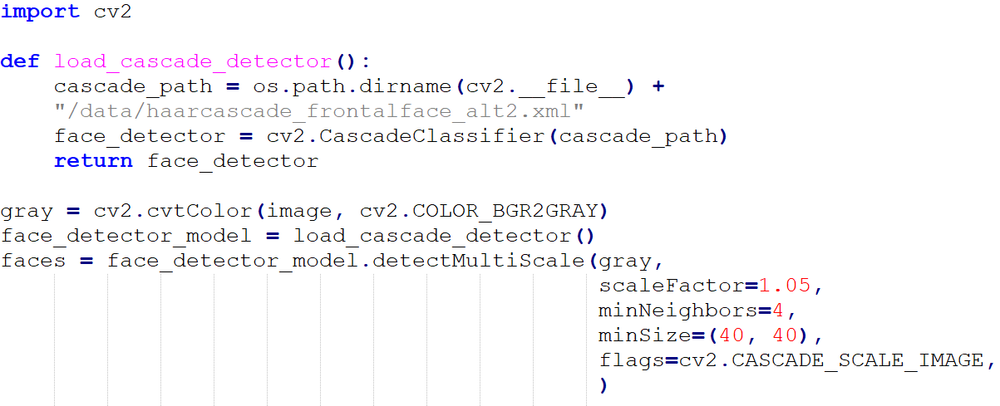 import cv2

def load_cascade_detector():
    cascade_path = os.path.dirname(cv2.__file__) +
    "/data/haarcascade_frontalface_alt2.xml"
    face_detector = cv2.CascadeClassifier(cascade_path)
    return face_detector

gray = cv2.cvtColor(image, cv2.COLOR_BGR2GRAY)
face_detector_model = load_cascade_detector()
faces = face_detector_model.detectMultiScale(gray,
                                             scaleFactor=1.05,
                                             minNeighbors=4,
                                             minSize=(40, 40),
                                             flags=cv2.CASCADE_SCALE_IMAGE,
                                             )